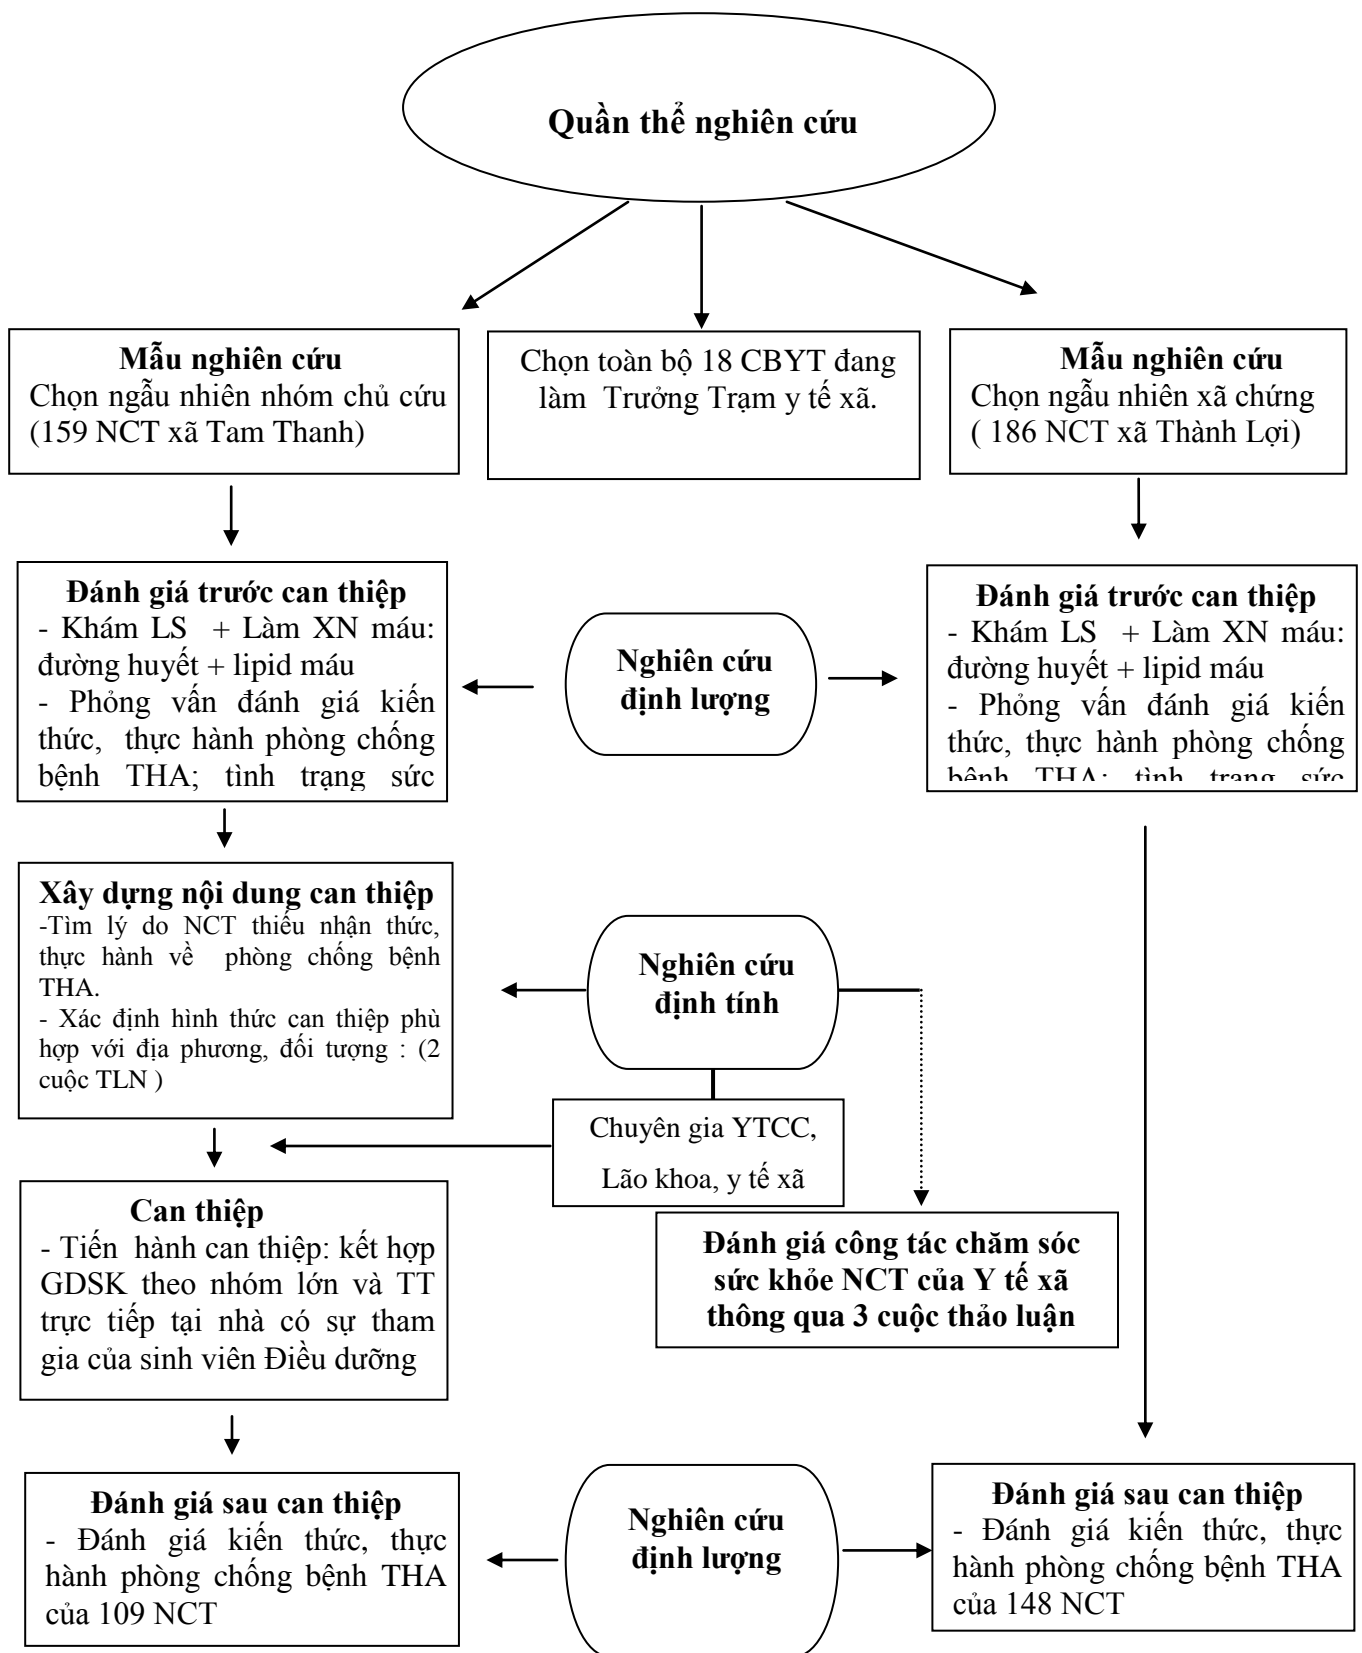 Quần thể nghiên cứu
Mẫu nghiên cứu
Chọn ngẫu nhiên nhóm chủ cứu
(159 NCT xã Tam Thanh)
Chọn toàn bộ 18 CBYT đang
làm Trưởng Trạm y tế xã.
Mẫu nghiên cứu
Chọn ngẫu nhiên xã chứng
( 186 NCT xã Thành Lợi)
Đánh giá trước can thiệp
- Khám LS + Làm XN máu:
đường huyết + lipid máu
- Phỏng vấn đánh giá kiến
thức, thực hành phòng chống
bệnh THA; tình trạng sức
Nghiên cứu
định lượng
Đánh giá trước can thiệp
- Khám LS + Làm XN máu:
đường huyết + lipid máu
- Phỏng vấn đánh giá kiến
thức, thực hành phòng chống
bệnh THA; tình trạng sức
Xây dựng nội dung can thiệp
-Tìm lý do NCT thiếu nhận thức,
thực hành về phòng chống bệnh
THA.
- Xác định hình thức can thiệp phù
hợp với địa phương, đối tượng : (2
cuộc TLN )
Nghiên cứu
định tính
Chuyên gia YTCC,
Lão khoa, y tế xã
Can thiệp
- Tiến hành can thiệp: kết hợp
GDSK theo nhóm lớn và TT
trực tiếp tại nhà có sự tham
gia của sinh viên Điều dưỡng
Đánh giá công tác chăm sóc
sức khỏe NCT của Y tế xã
thông qua 3 cuộc thảo luận
Đánh giá sau can thiệp
- Đánh giá kiến thức, thực
hành phòng chống bệnh THA
của 109 NCT
Nghiên cứu
định lượng
Đánh giá sau can thiệp
- Đánh giá kiến thức, thực
hành phòng chống bệnh THA
của 148 NCT